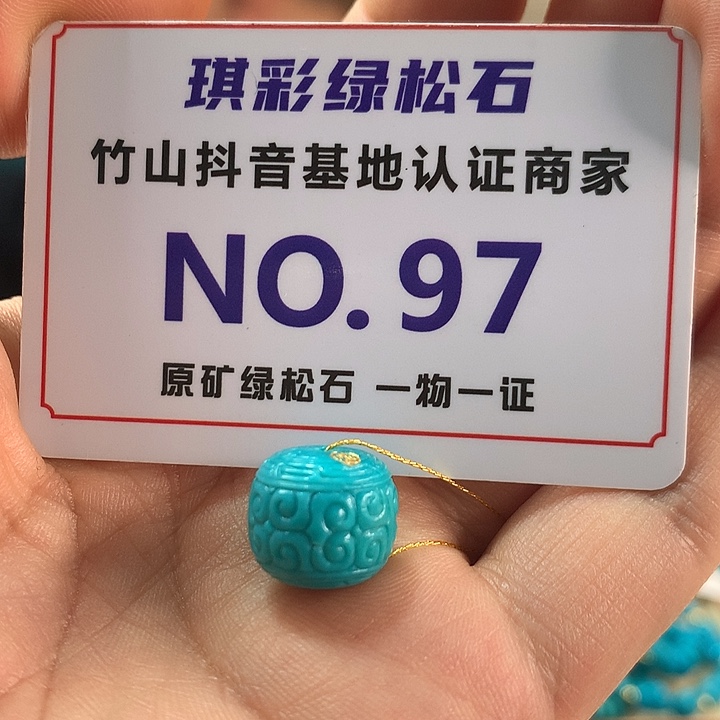 琪彩绿松石
竹山抖音基地认证商家
NO.97
原矿绿松石 一物一证